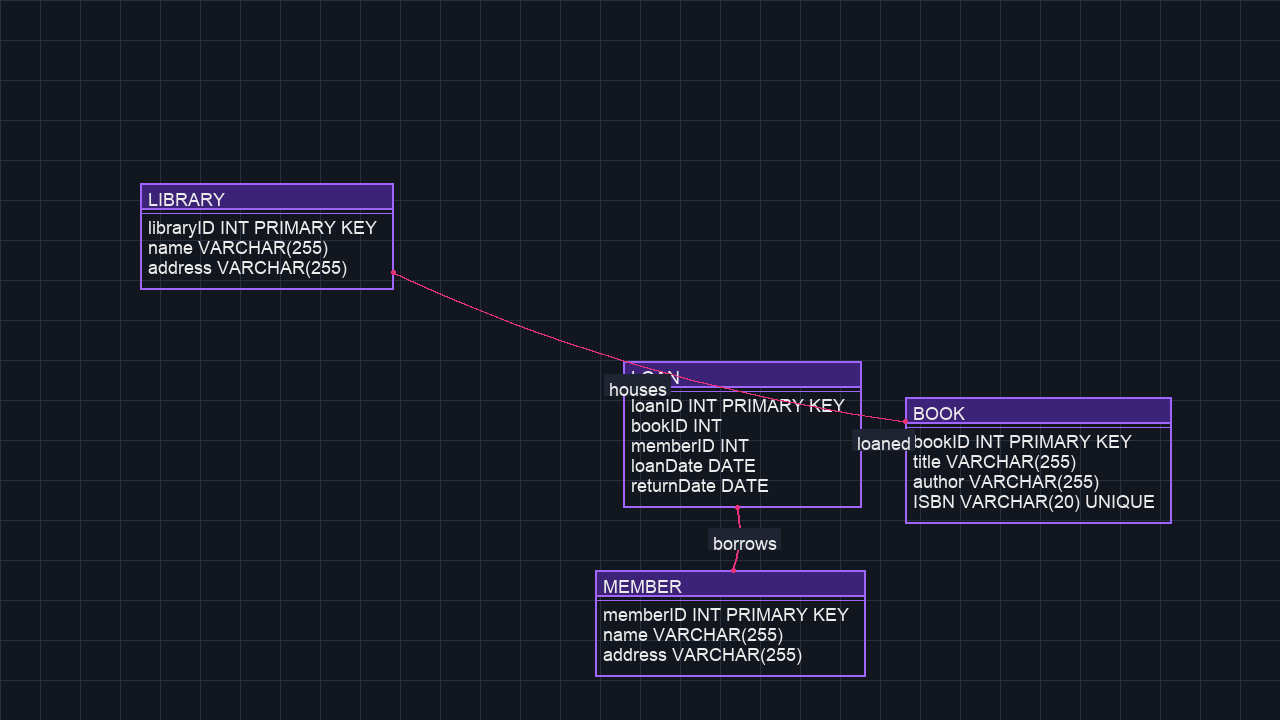 LIBRARY
libraryID INT PRIMARY KEY
name VARCHAR(255)
address VARCHAR(255)
LOAN
houses
loanID INT PRIMARY KEY
bookID INT
memberID INT
loanDate DATE
returnDate DATE
loaned
BOOK
bookID INT PRIMARY KEY
title VARCHAR(255)
author VARCHAR(255)
ISBN VARCHAR(20) UNIQUE
borrows
MEMBER
memberID INT PRIMARY KEY
name VARCHAR(255)
address VARCHAR(255)